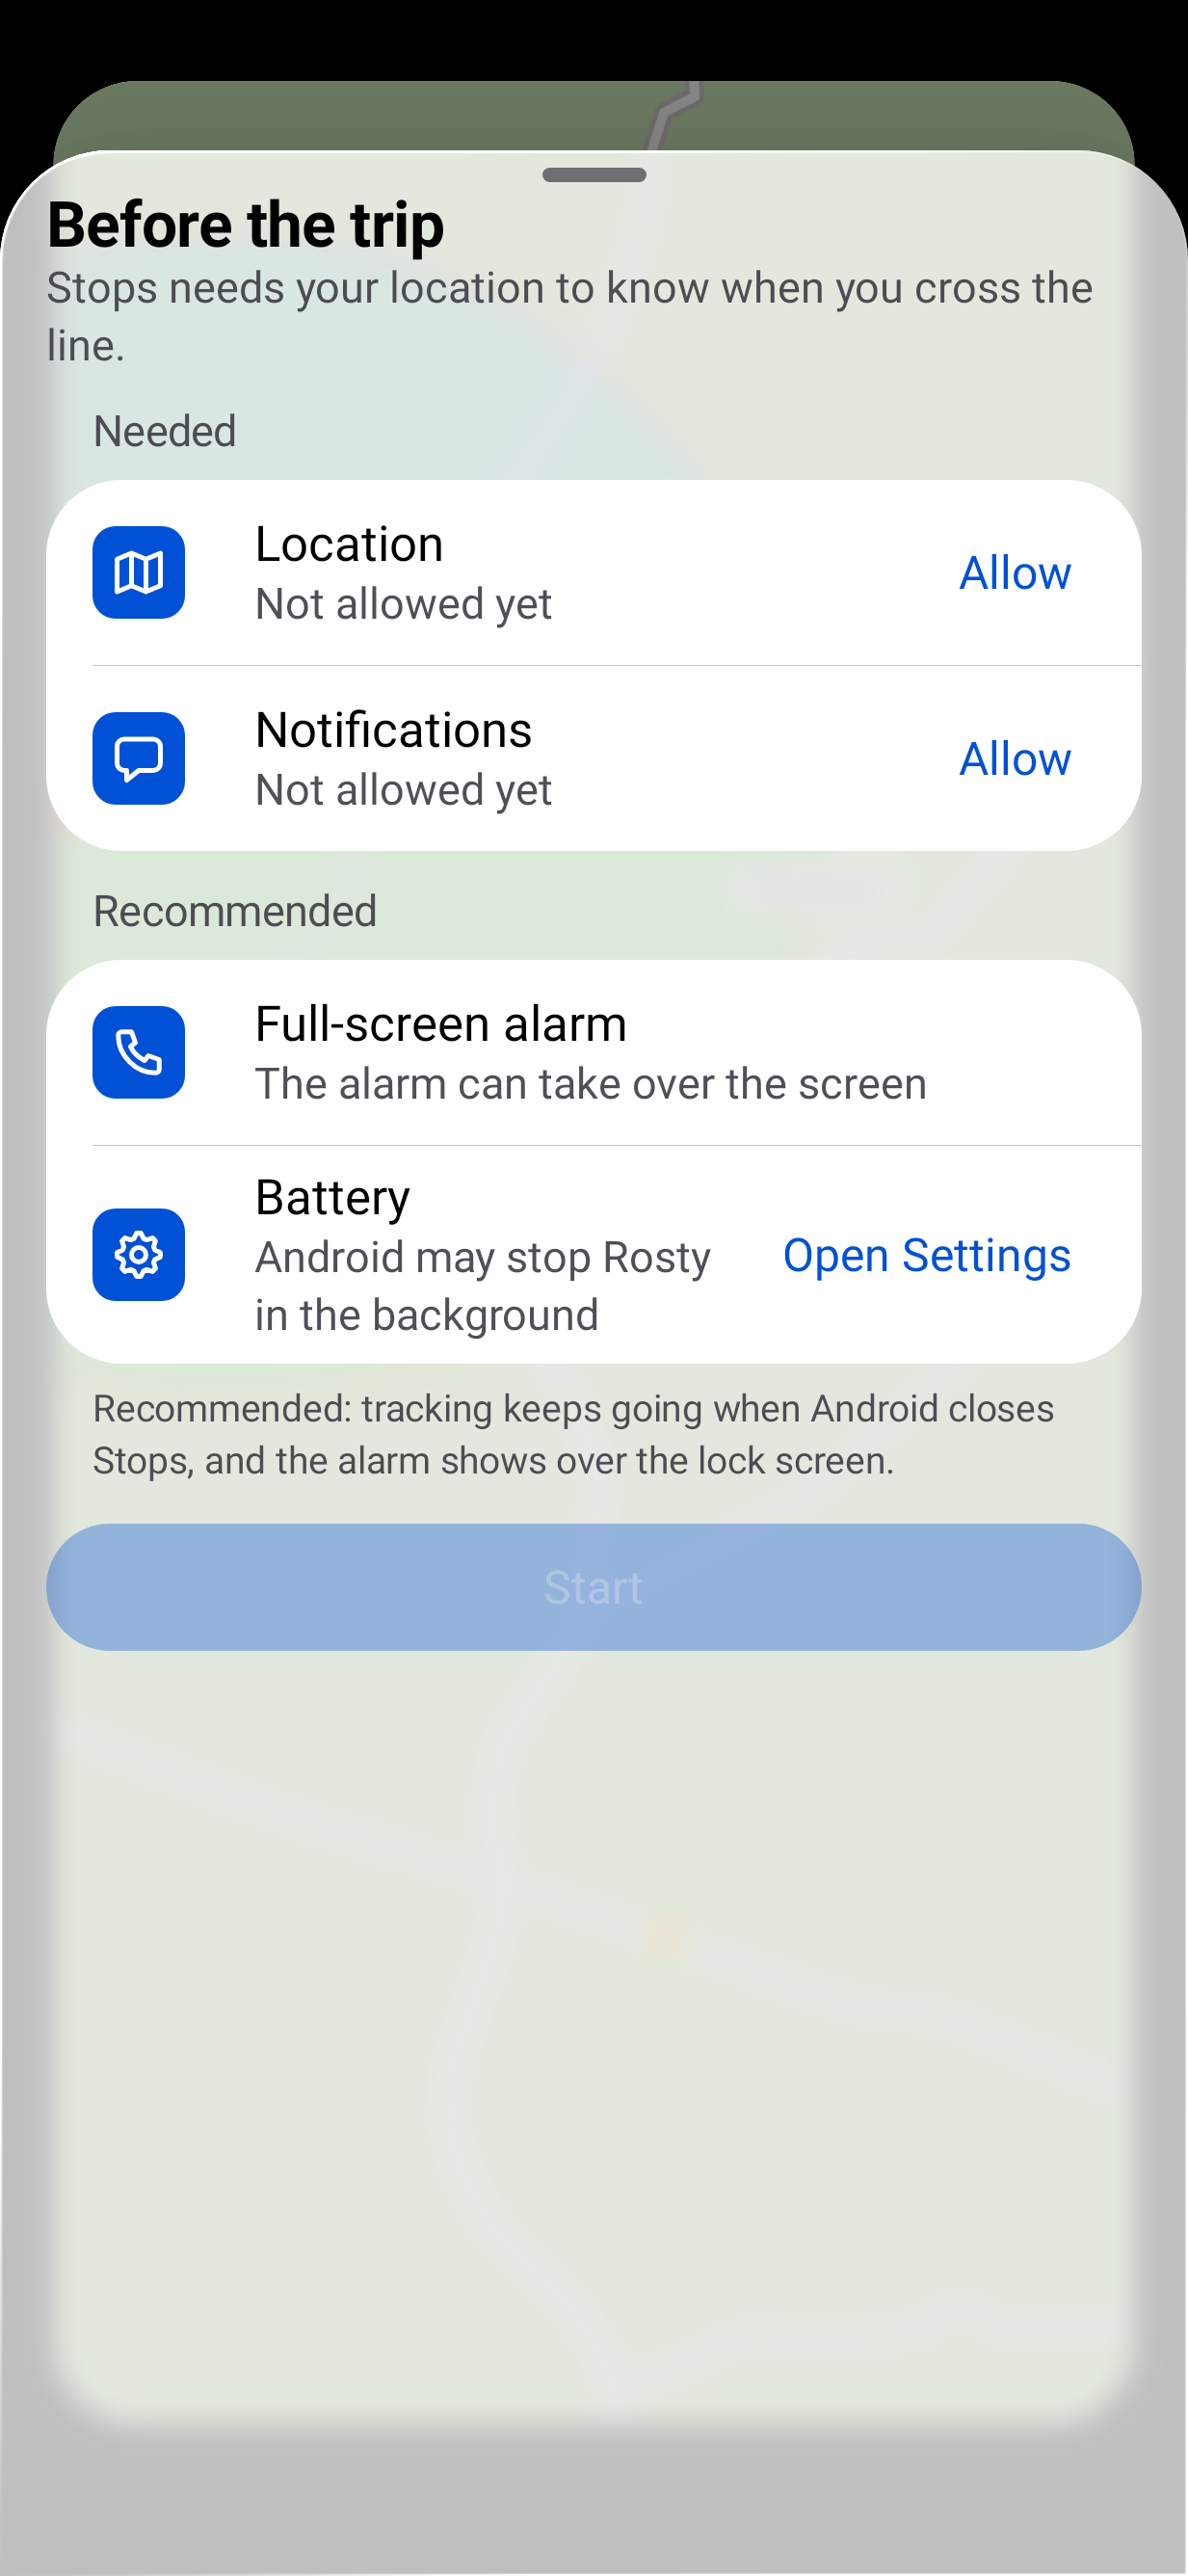 Before the trip
Stops needs your location to know when you cross the
line.
Needed
Location
Not allowed yet
Allow
Notifications
Not allowed yet
Allow
Recommended
Full-screen alarm
The alarm can take over the screen
Battery
Android may stop Rosty
in the background
Open Settings
Recommended: tracking keeps going when Android closes
Stops, and the alarm shows over the lock screen.
Start